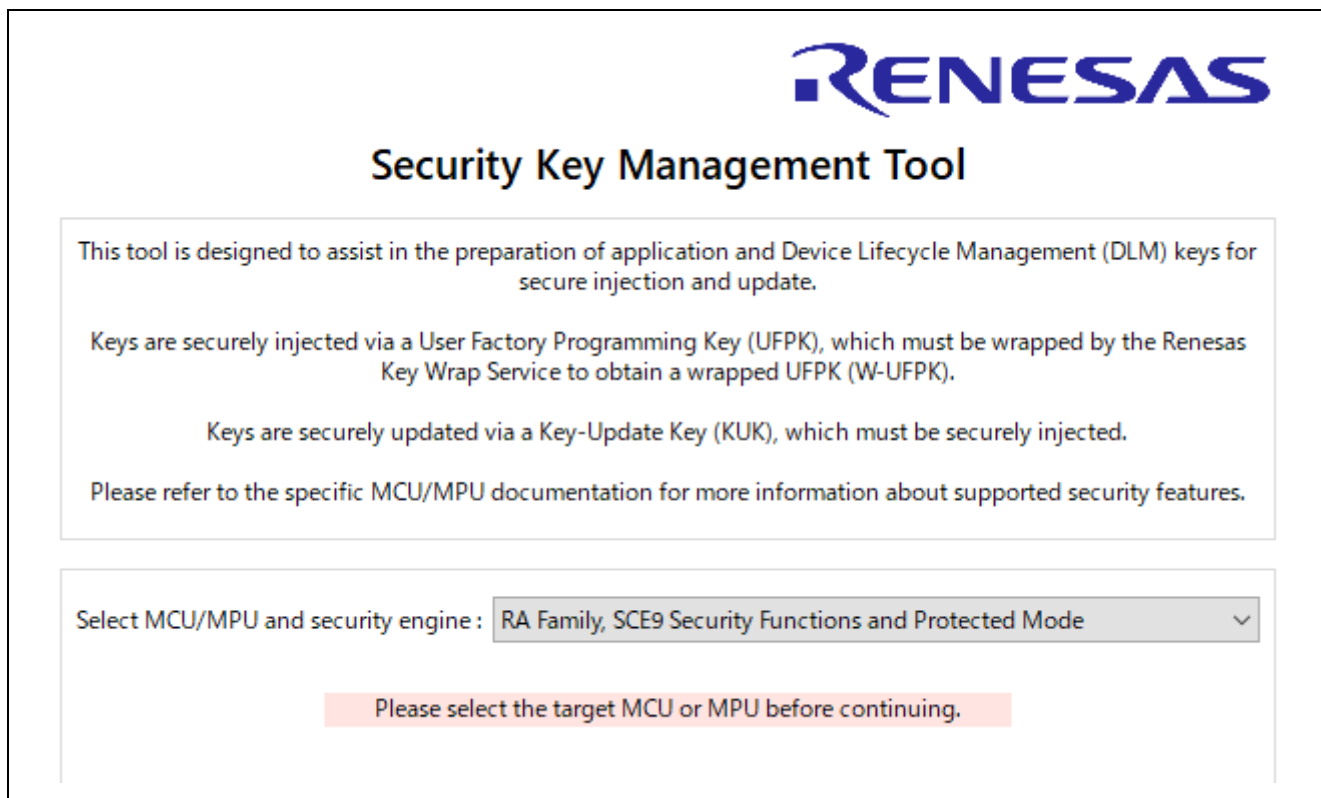 RENESAS
Security Key Management Tool
This tool is designed to assist in the preparation of application and Device Lifecycle Management (DLM) keys for
secure injection and update.
Keys are securely injected via a User Factory Programming Key (UFPK), which must be wrapped by the Renesas
Key Wrap Service to obtain a wrapped UFPK (W-UFPK).
Keys are securely updated via a Key-Update Key (KUK), which must be securely injected.
Please refer to the specific MCU/MPU documentation for more information about supported security features.
Select MCU/MPU and security engine : RA Family, SCE9 Security Functions and Protected Mode
Please select the target MCU or MPU before continuing.